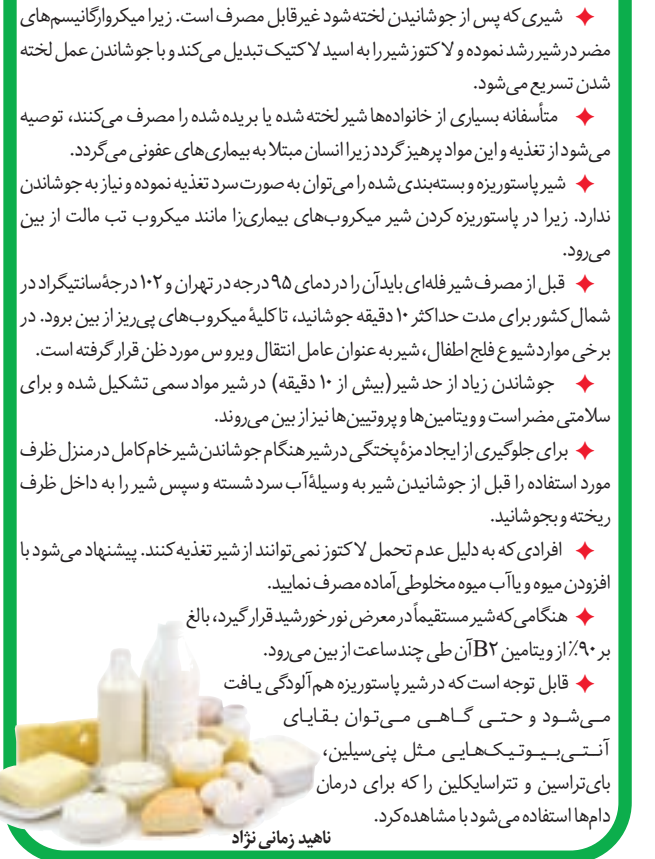 ✦ شیری که پس از جوشانیدن لخته شود غیرقابل مصرف است. زیرا میکروارگانیسم‌های
مضر در شیر رشد نموده و لاکتوز شیر را به اسید لاکتیک تبدیل می‌کند و با جوشاندن عمل لخته
شدن تسریع می‌شود.
✦ متأسفانه بسیاری از خانواده‌ها شیر لخته شده یا بریده شده را مصرف می‌کنند، توصیه
می‌شود از تغذیه و این مواد پرهیز گردد زیرا انسان مبتلا به بیماری‌های عفونی می‌گردد.
✦ شیر پاستوریزه و بسته‌بندی شده را می‌توان به صورت سرد تغذیه نموده و نیاز به جوشاندن
ندارد. زیرا در پاستوریزه کردن شیر میکروب‌های بیماری‌زا مانند میکروب تب مالت از بین
می‌رود.
✦ قبل از مصرف شیر فله‌ای باید آن را در دمای ۹۵ درجه در تهران و ۱۰۲ درجهٔ سانتیگراد در
شمال کشور برای مدت حداکثر ۱۰ دقیقه جوشانید، تا کلیهٔ میکروب‌های پی‌ریز از بین برود. در
برخی موارد شیوع فلج اطفال، شیر به عنوان عامل انتقال ویروس مورد ظن قرار گرفته است.
✦ جوشاندن زیاد از حد شیر (بیش از ۱۰ دقیقه) در شیر مواد سمی تشکیل شده و برای
سلامتی مضر است و ویتامین‌ها و پروتیین‌ها نیز از بین می‌روند.
✦ برای جلوگیری از ایجاد مزهٔ پختگی در شیر هنگام جوشاندن شیر خام کامل در منزل ظرف
مورد استفاده را قبل از جوشانیدن شیر به وسیلهٔ آب سرد شسته و سپس شیر را به داخل ظرف
ریخته و بجوشانید.
✦ افرادی که به دلیل عدم تحمل لاکتوز نمی‌توانند از شیر تغذیه کنند. پیشنهاد می‌شود با
افزودن میوه و یا آب میوه مخلوطی آماده مصرف نمایید.
✦ هنگامی که شیر مستقیماً در معرض نور خورشید قرار گیرد، بالغ
بر ۹۰٪ از ویتامین B۲ آن طی چند ساعت از بین می‌رود.
✦ قابل توجه است که در شیر پاستوریزه هم آلودگی یافت
می‌شود و حتی گاهی می‌توان بقایای
آنتی‌بیوتیک‌هایی مثل پنی‌سیلین،
بای‌تراسین و تتراسایکلین را که برای درمان
دام‌ها استفاده می‌شود با مشاهده کرد.
ناهید زمانی نژاد